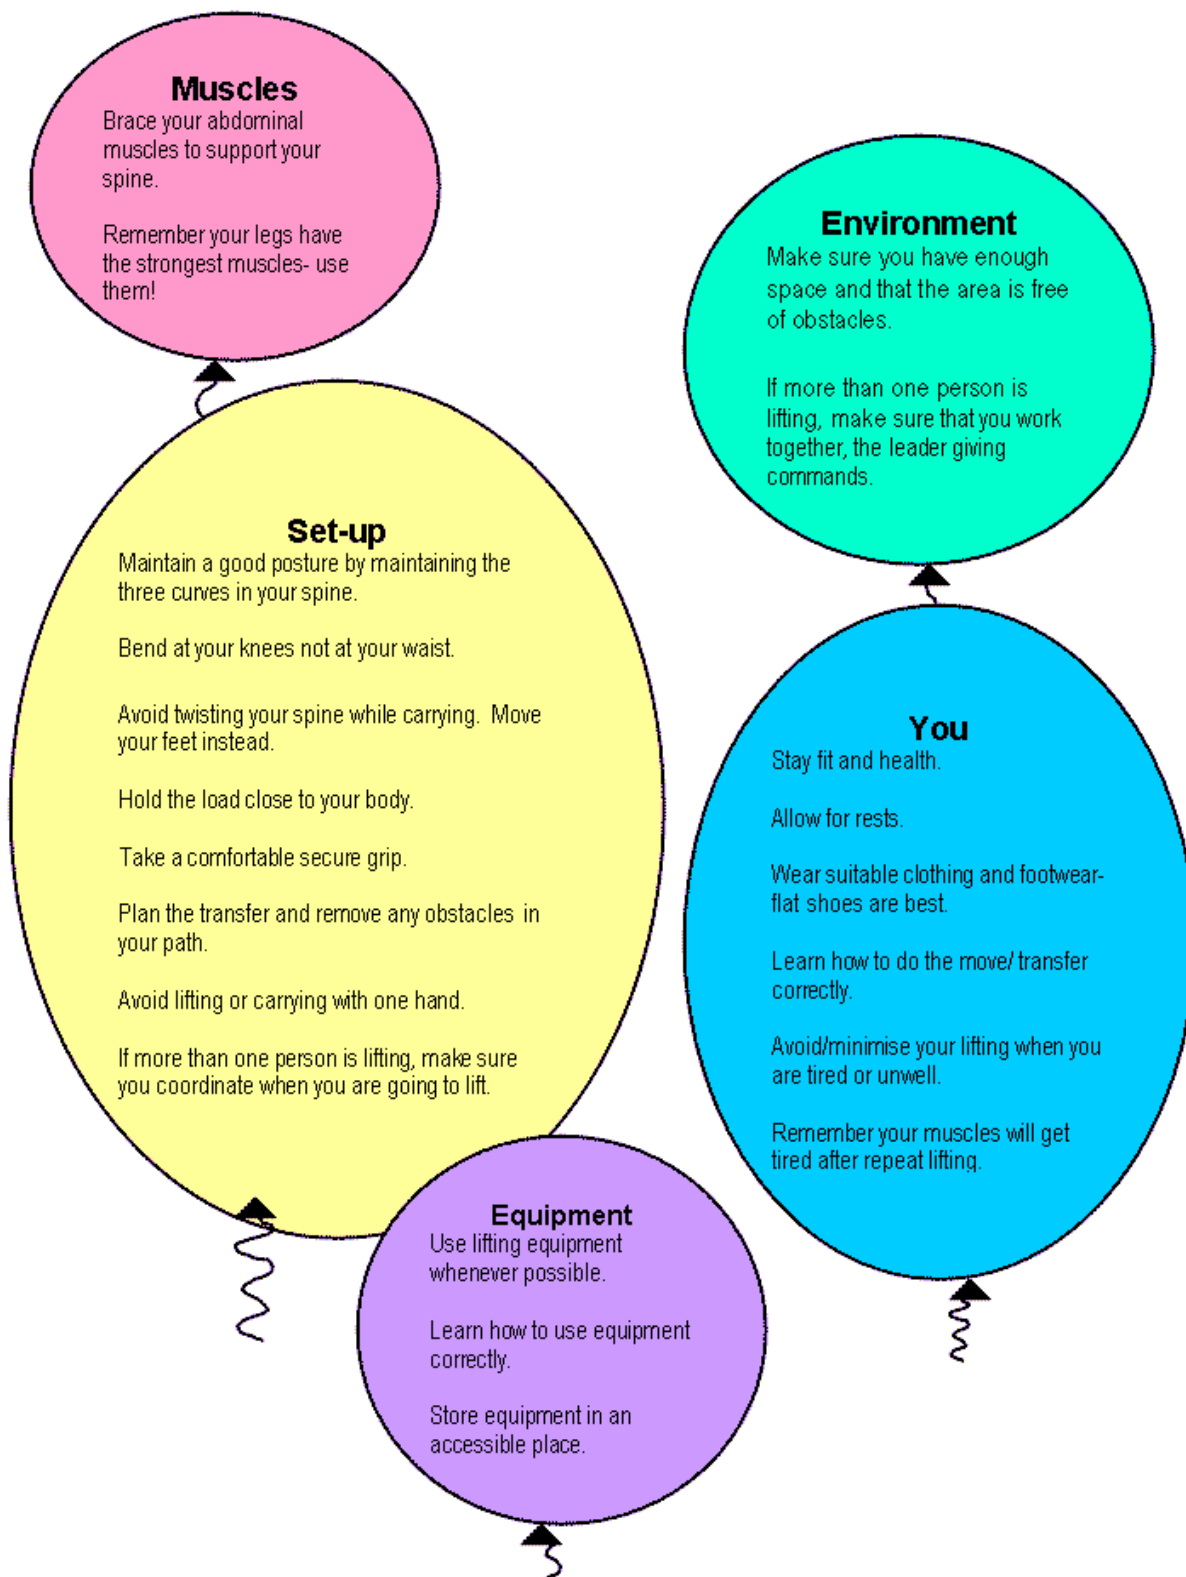 Muscles
Brace your abdominal
muscles to support your
spine.
Remember your legs have
the strongest muscles- use
them!
Environment
Make sure you have enough
space and that the area is free
of obstacles.
If more than one person is
lifting, make sure that you work
together, the leader giving
commands.
Set-up
Maintain a good posture by maintaining the
three curves in your spine.
Bend at your knees not at your waist.
Avoid twisting your spine while carrying. Move
your feet instead.
Hold the load close to your body.
Take a comfortable secure grip.
Plan the transfer and remove any obstacles in
your path.
Avoid lifting or carrying with one hand.
If more than one person is lifting, make sure
you coordinate when you are going to lift.
You
Stay fit and health.
Allow for rests.
Wear suitable clothing and footwear-
flat shoes are best.
Learn how to do the move/ transfer
correctly.
Avoid/minimise your lifting when you
are tired or unwell.
Remember your muscles will get
tired after repeat lifting.
Equipment
Use lifting equipment
whenever possible.
Learn how to use equipment
correctly.
Store equipment in an
accessible place.